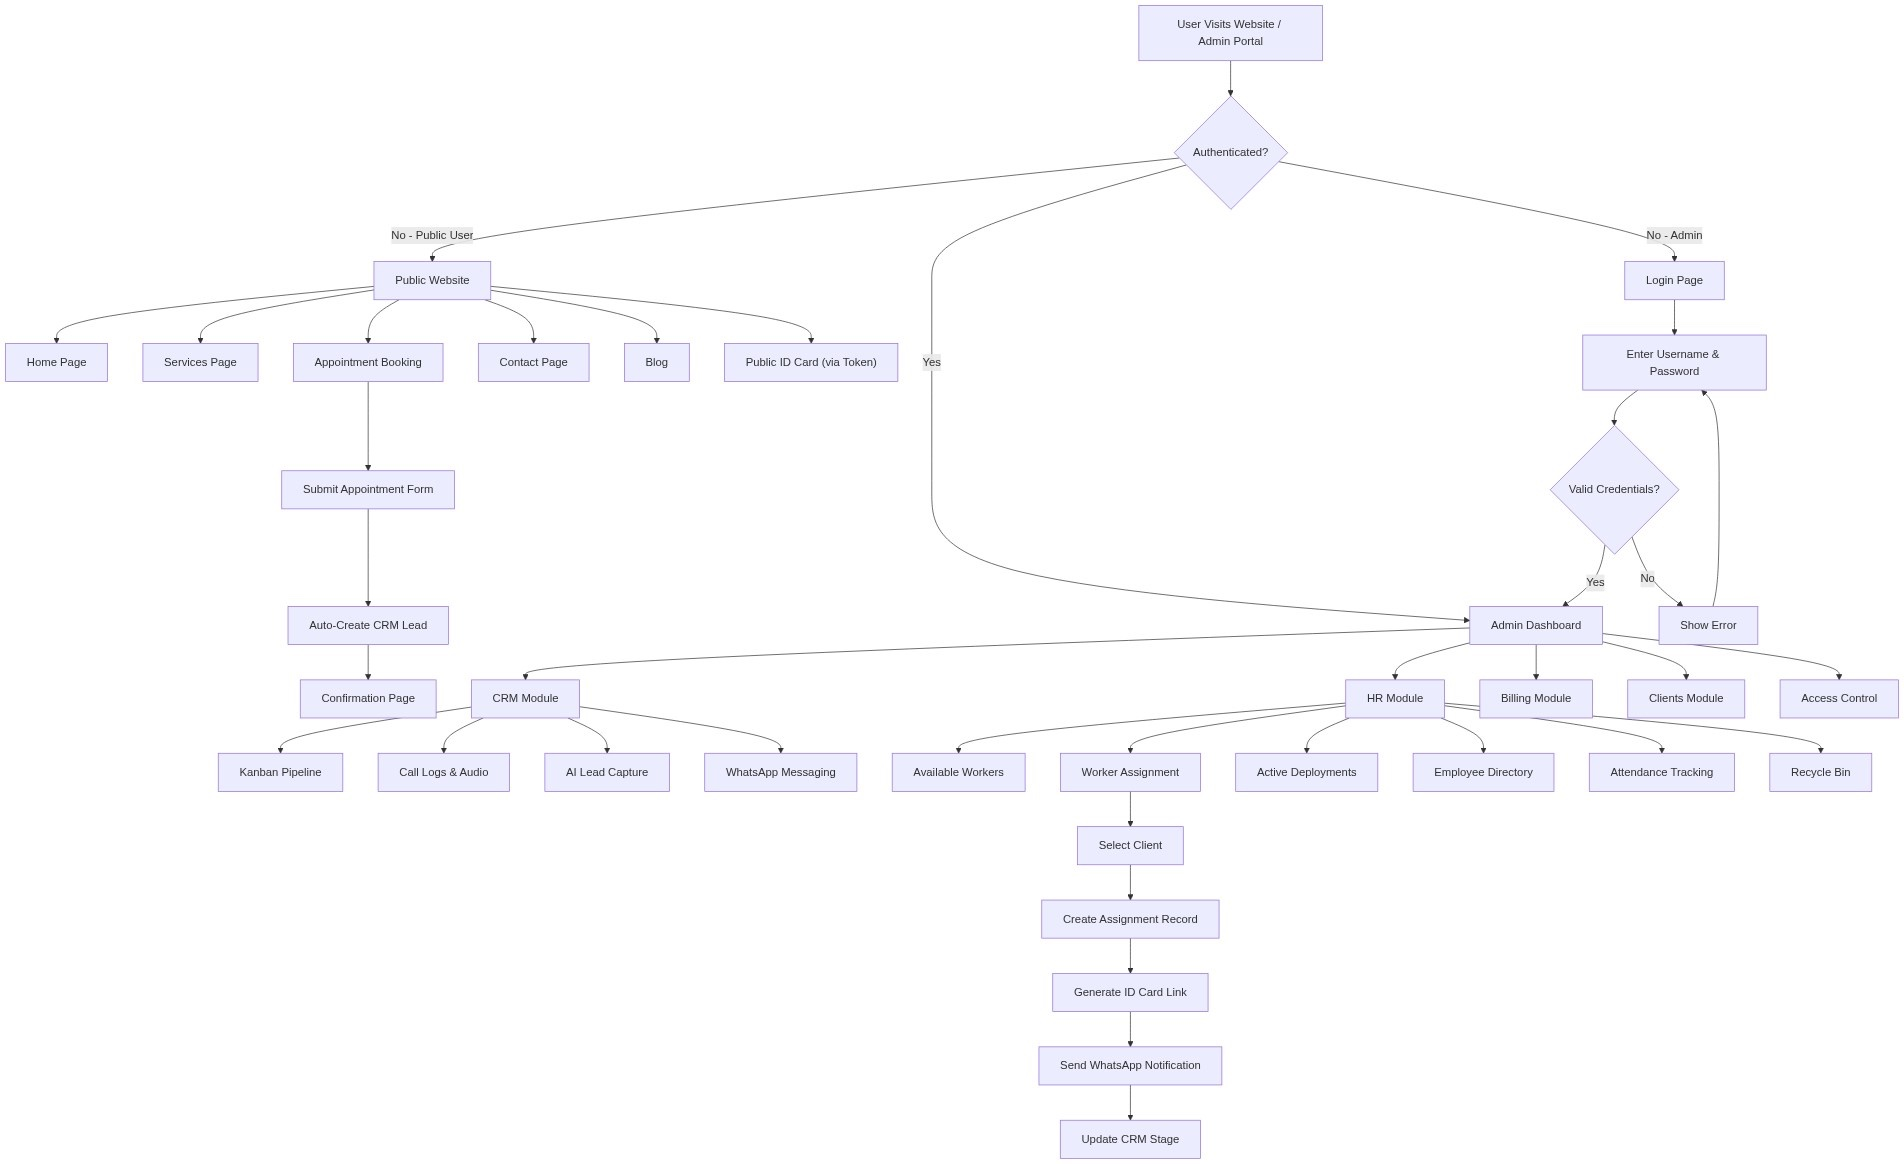 User Visits Website /
Admin Portal
Authenticated?
No - Public User
No - Admin
Public Website
Login Page
Home Page
Services Page
Appointment Booking
Contact Page
Blog
Public ID Card (via Token)
Yes
Enter Username &
Password
Submit Appointment Form
Valid Credentials?
Yes
No
Auto-Create CRM Lead
Admin Dashboard
Show Error
Confirmation Page
CRM Module
HR Module
Billing Module
Clients Module
Access Control
Kanban Pipeline
Call Logs & Audio
AI Lead Capture
WhatsApp Messaging
Available Workers
Worker Assignment
Active Deployments
Employee Directory
Attendance Tracking
Recycle Bin
Select Client
Create Assignment Record
Generate ID Card Link
Send WhatsApp Notification
Update CRM Stage